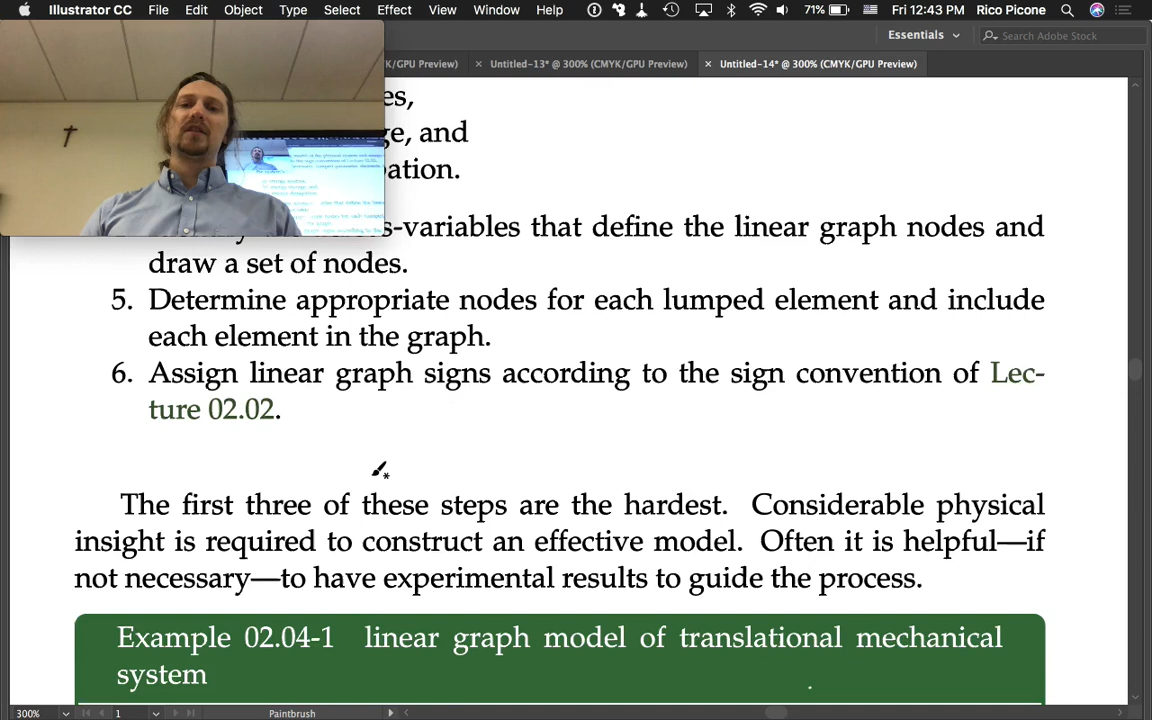 Illustrator CC File Edit Object Type Select Effect View Window Help 71% Fri 12:43 PM Rico Picone
Essentials Search Adobe Stock
K/GPU Preview) × Untitled-13* @ 300% (CMYK/GPU Preview) × Untitled-14* @ 300% (CMYK/GPU Preview)
es,
ge, and
ation.
-variables that define the linear graph nodes and
draw a set of nodes.
5. Determine appropriate nodes for each lumped element and include
each element in the graph.
6. Assign linear graph signs according to the sign convention of Lec-
ture 02.02.
The first three of these steps are the hardest. Considerable physical
insight is required to construct an effective model. Often it is helpful—if
not necessary—to have experimental results to guide the process.
Example 02.04-1 linear graph model of translational mechanical
system
300% 1 Paintbrush